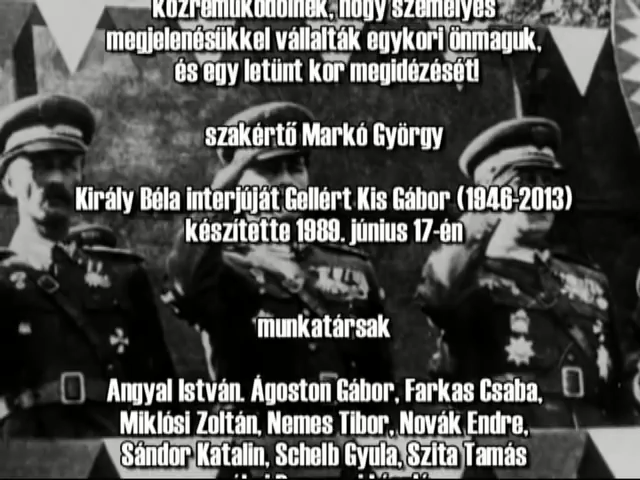 közreműködőinek, hogy személyes
megjelenésükkel vállalták egykori önmaguk,
és egy letünt kor megidézését!
szakértő Markó György
Király Béla interjúját Gellért Kis Gábor (1946-2013)
készítette 1989. június 17-én
munkatársak
Angyal István. Ágoston Gábor, Farkas Csaba,
Miklósi Zoltán, Nemes Tibor, Novák Endre,
Sándor Katalin, Schelb Gyula, Szita Tamás